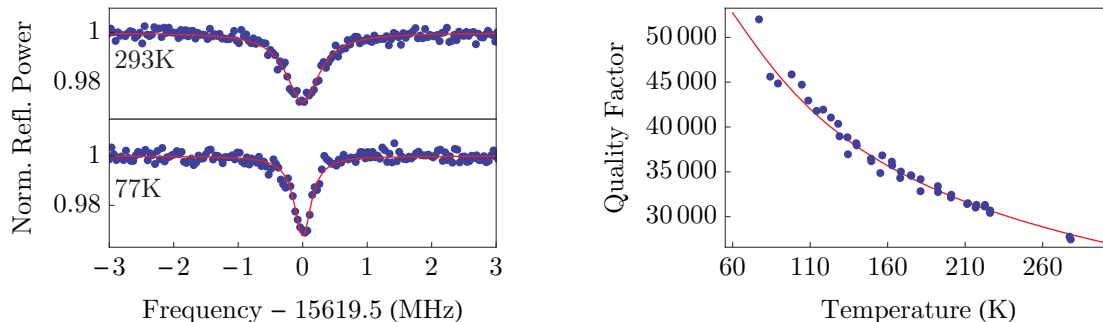 Norm. Refl. Power
1
0.98
293K
1
0.98
77K
−3 −2 −1 0 1 2 3
Frequency − 15619.5 (MHz)
Quality Factor
50 000
45 000
40 000
35 000
30 000
60 110 160 210 260
Temperature (K)